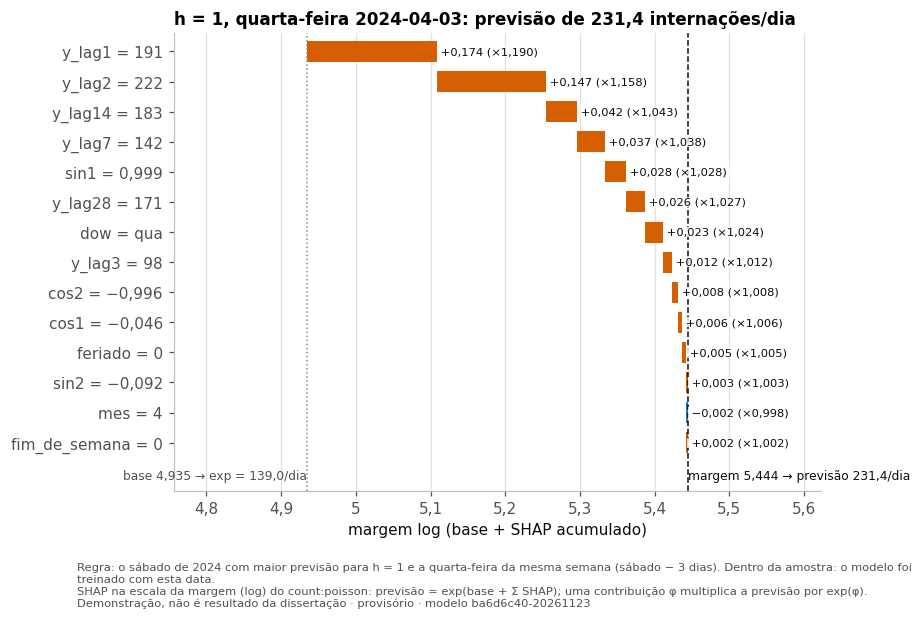 h = 1, quarta-feira 2024-04-03: previsão de 231,4 internações/dia
y_lag1 = 191
+0,174 (×1,190)
y_lag2 = 222
+0,147 (×1,158)
y_lag14 = 183
+0,042 (×1,043)
y_lag7 = 142
+0,037 (×1,038)
sin1 = 0,999
+0,028 (×1,028)
y_lag28 = 171
+0,026 (×1,027)
dow = qua
+0,023 (×1,024)
y_lag3 = 98
+0,012 (×1,012)
cos2 = −0,996
+0,008 (×1,008)
cos1 = −0,046
+0,006 (×1,006)
feriado = 0
+0,005 (×1,005)
sin2 = −0,092
+0,003 (×1,003)
mes = 4
−0,002 (×0,998)
fim_de_semana = 0
+0,002 (×1,002)
base 4,935 → exp = 139,0/dia
margem 5,444 → previsão 231,4/dia
4,8 4,9 5 5,1 5,2 5,3 5,4 5,5 5,6
margem log (base + SHAP acumulado)
Regra: o sábado de 2024 com maior previsão para h = 1 e a quarta-feira da mesma semana (sábado − 3 dias). Dentro da amostra: o modelo foi
treinado com esta data.
SHAP na escala da margem (log) do count:poisson: previsão = exp(base + Σ SHAP); uma contribuição φ multiplica a previsão por exp(φ).
Demonstração, não é resultado da dissertação · provisório · modelo ba6d6c40-20261123